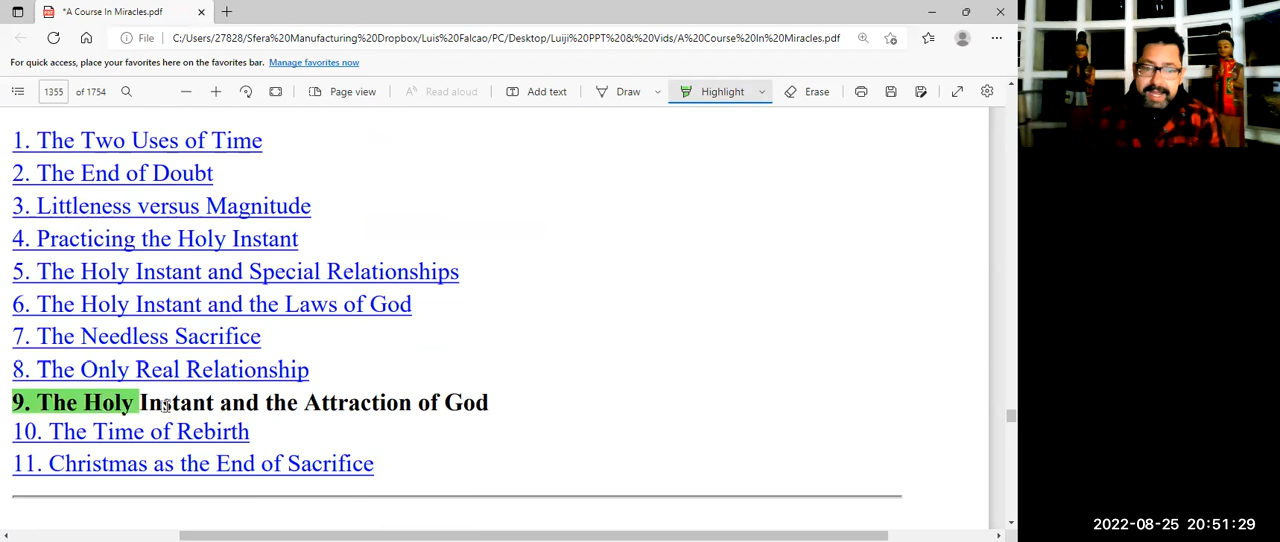 *A Course In Miracles.pdf
File C:/Users/27828/Sfera%20Manufacturing%20Dropbox/Luis%20Falcao/PC/Desktop/Luiji%20PPT%20&%20Vids/A%20Course%20In%20Miracles.pdf
For quick access, place your favorites here on the favorites bar. Manage favorites now
1355 of 1754 Page view Read aloud Add text Draw Highlight Erase
1. The Two Uses of Time
2. The End of Doubt
3. Littleness versus Magnitude
4. Practicing the Holy Instant
5. The Holy Instant and Special Relationships
6. The Holy Instant and the Laws of God
7. The Needless Sacrifice
8. The Only Real Relationship
9. The Holy Instant and the Attraction of God
10. The Time of Rebirth
11. Christmas as the End of Sacrifice
2022-08-25 20:51:29